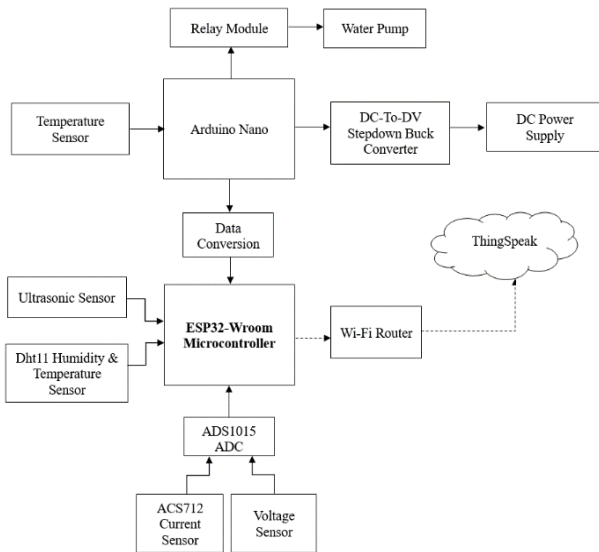 Relay Module
Water Pump
Temperature
Sensor
Arduino Nano
DC-To-DV
Stepdown Buck
Converter
DC Power
Supply
Data
Conversion
ThingSpeak
Ultrasonic Sensor
ESP32-Wroom
Microcontroller
Wi-Fi Router
Dht11 Humidity &
Temperature
Sensor
ADS1015
ADC
ACS712
Current
Sensor
Voltage
Sensor